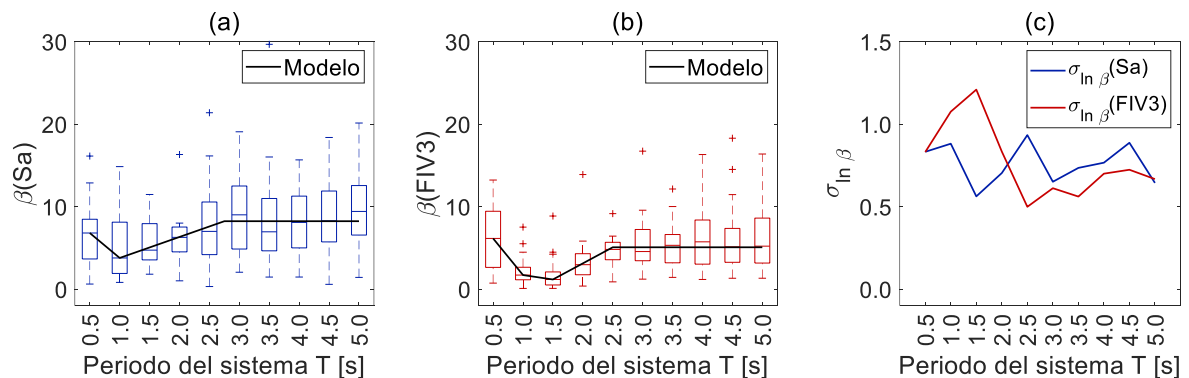 (a)
β(Sa)
30
20
10
0
Modelo
0.5 1.0 1.5 2.0 2.5 3.0 3.5 4.0 4.5 5.0
Periodo del sistema T [s]
(b)
β(FIV3)
30
20
10
0
Modelo
0.5 1.0 1.5 2.0 2.5 3.0 3.5 4.0 4.5 5.0
Periodo del sistema T [s]
(c)
σln β
1.5
1.0
0.5
0.0
σln β(Sa)
σln β(FIV3)
0.5 1.0 1.5 2.0 2.5 3.0 3.5 4.0 4.5 5.0
Periodo del sistema T [s]